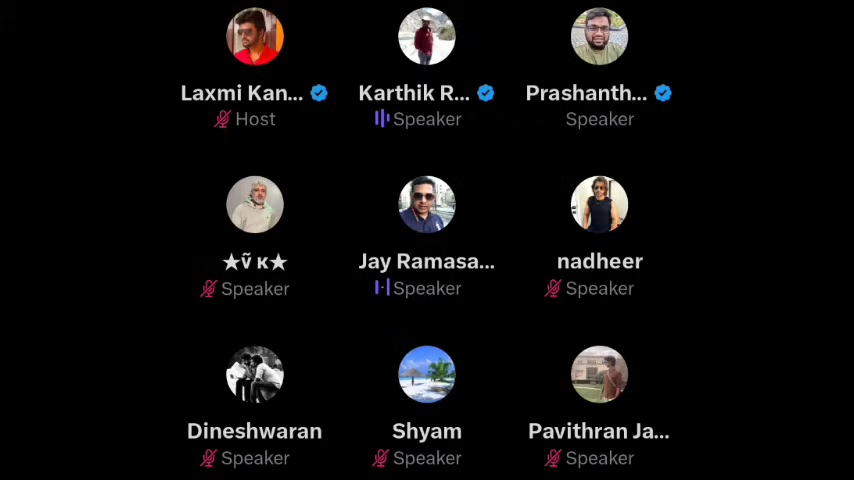 Laxmi Kan... Karthik R... Prashanth...
Host Speaker Speaker
★ṽ κ★ Jay Ramasa... nadheer
Speaker Speaker Speaker
Dineshwaran Shyam Pavithran Ja...
Speaker Speaker Speaker